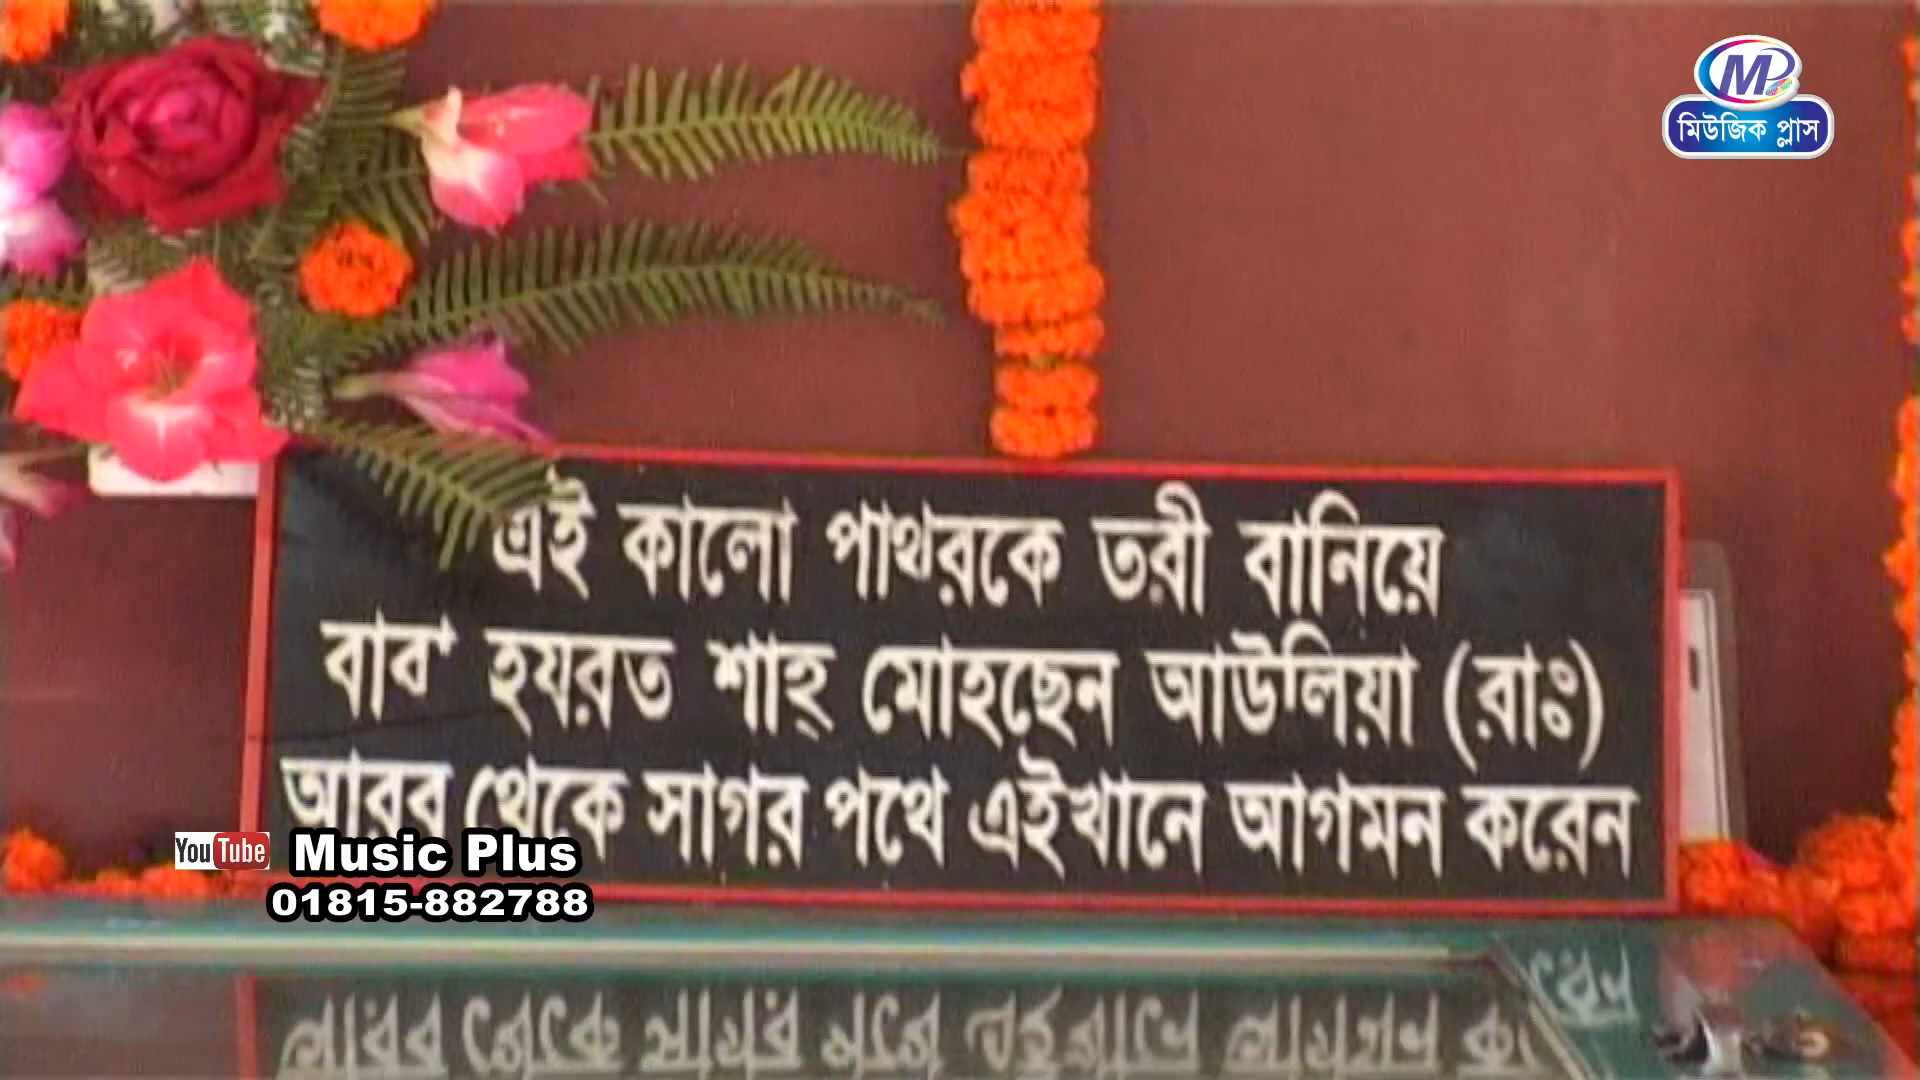 মিউজিক প্লাস
এই কালো পাথরকে তরী বানিয়ে
বাবা হযরত শাহ্ মোহছেন আউলিয়া (রাঃ)
আরব থেকে সাগর পথে এইখানে আগমন করেন
YouTube Music Plus
01815-882788